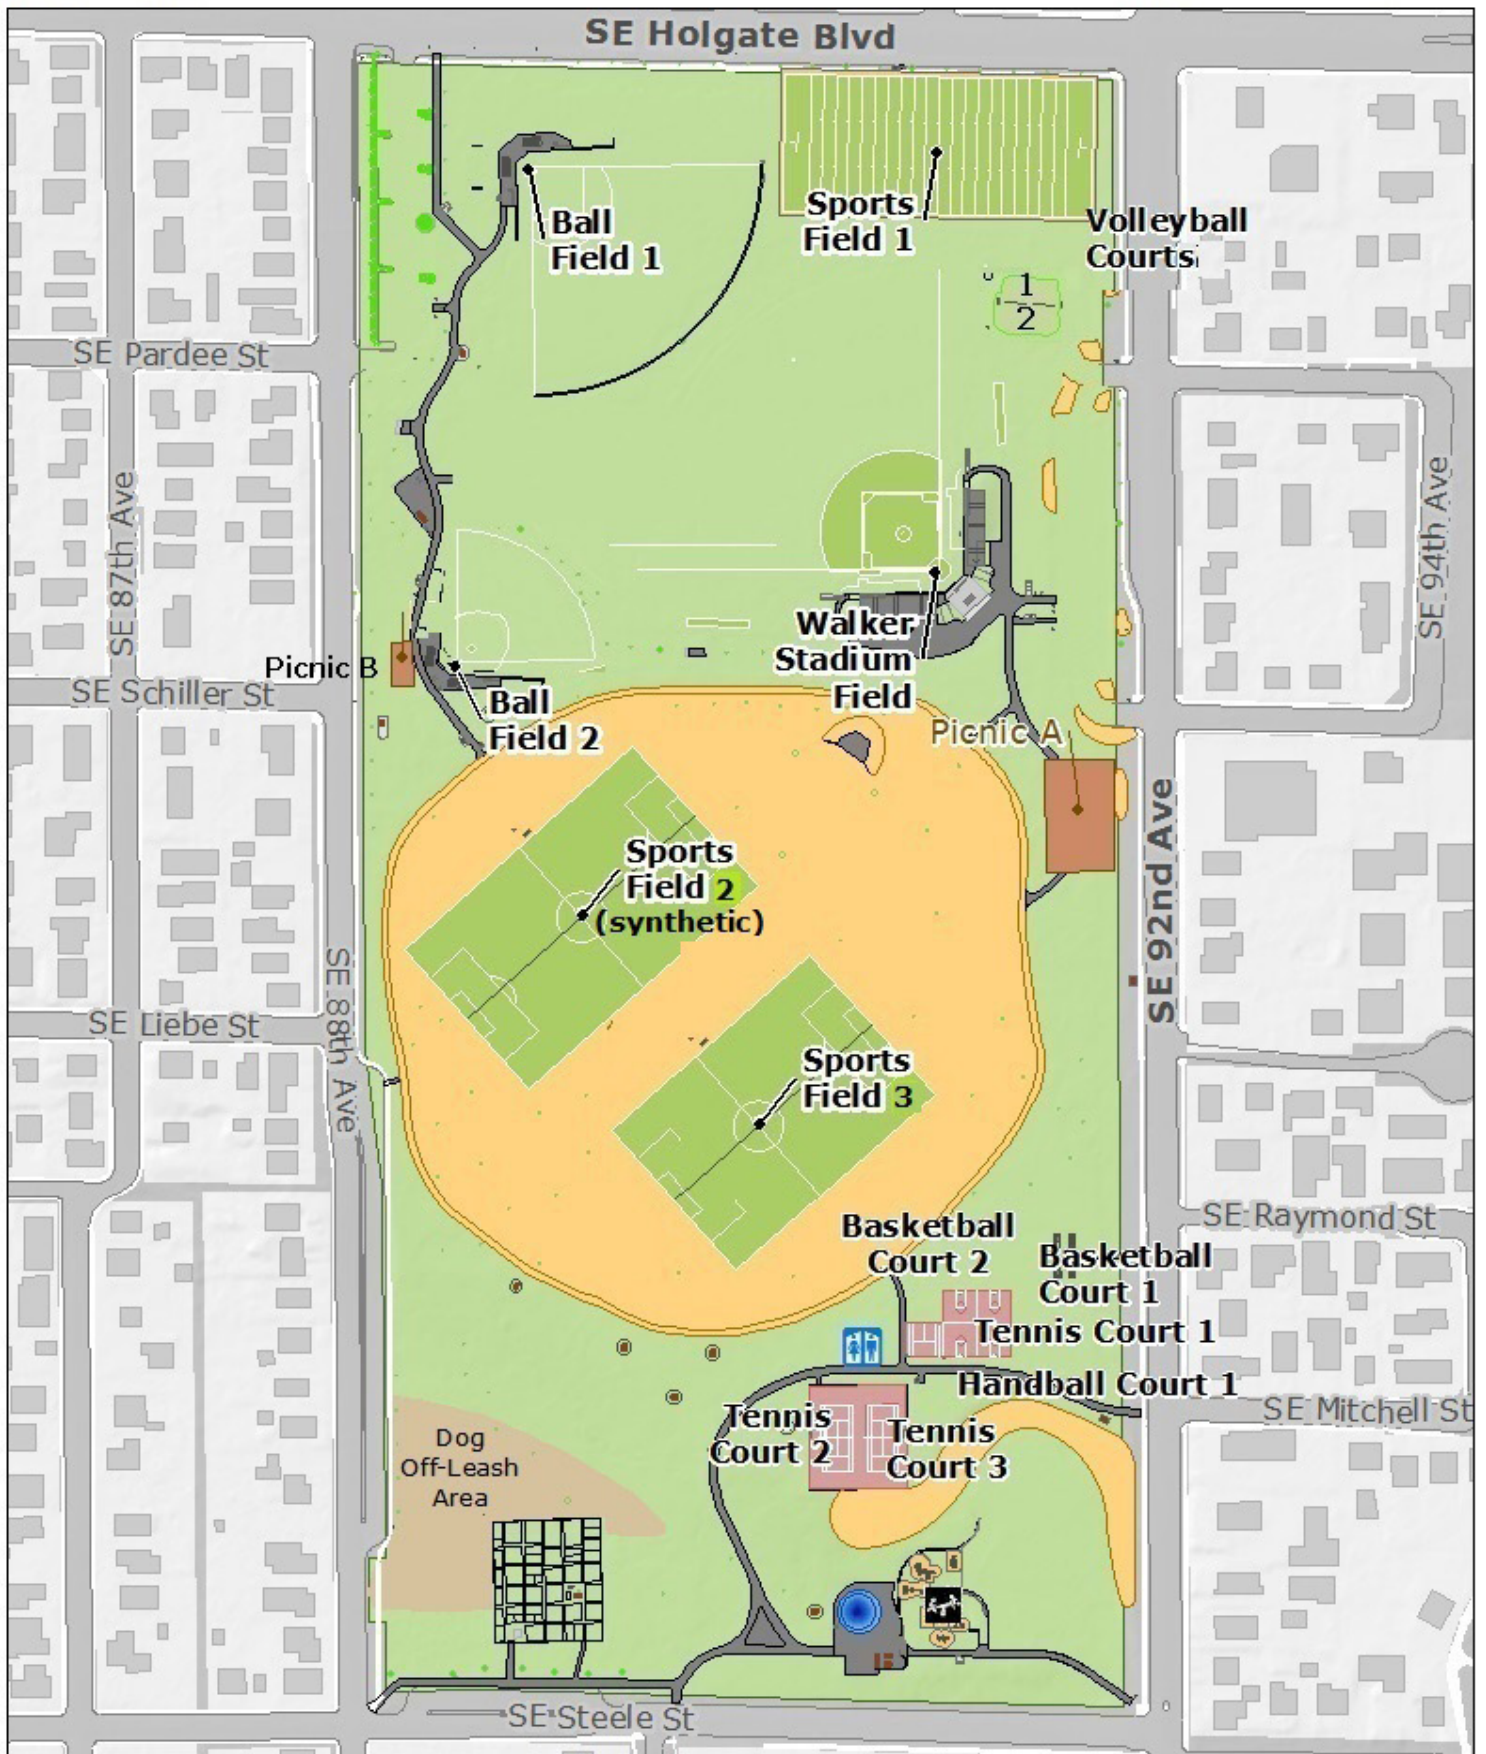 SE Holgate Blvd
Ball
Field 1
Sports
Field 1
Volleyball
Courts
1
2
SE Pardee St
SE 87th Ave
SE 94th Ave
Walker
Stadium
Field
Picnic B
SE Schiller St
Ball
Field 2
Picnic A
Sports
Field 2
(synthetic)
SE 92nd Ave
SE 88th Ave
SE Liebe St
Sports
Field 3
Basketball
Court 2
Basketball
Court 1
SE Raymond St
Tennis Court 1
Handball Court 1
SE Mitchell St
Tennis
Court 2
Tennis
Court 3
Dog
Off-Leash
Area
SE Steele St